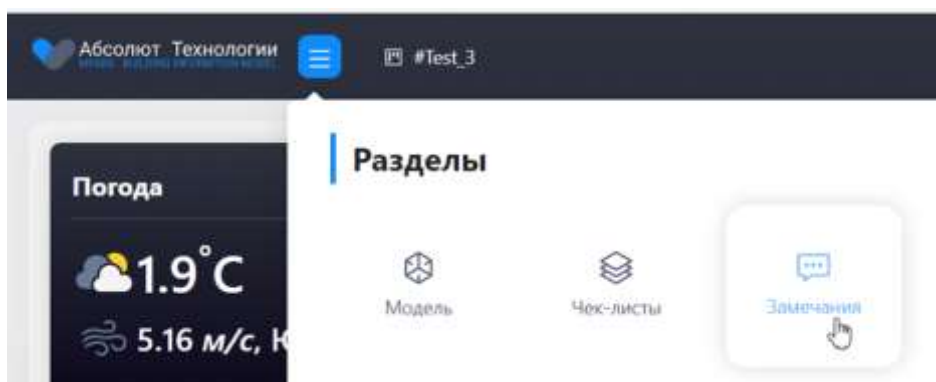 Абсолют Технологии
#Test_3
Разделы
Погода
1.9°C
5.16 м/с,
Модель
Чек-листы
Замечания